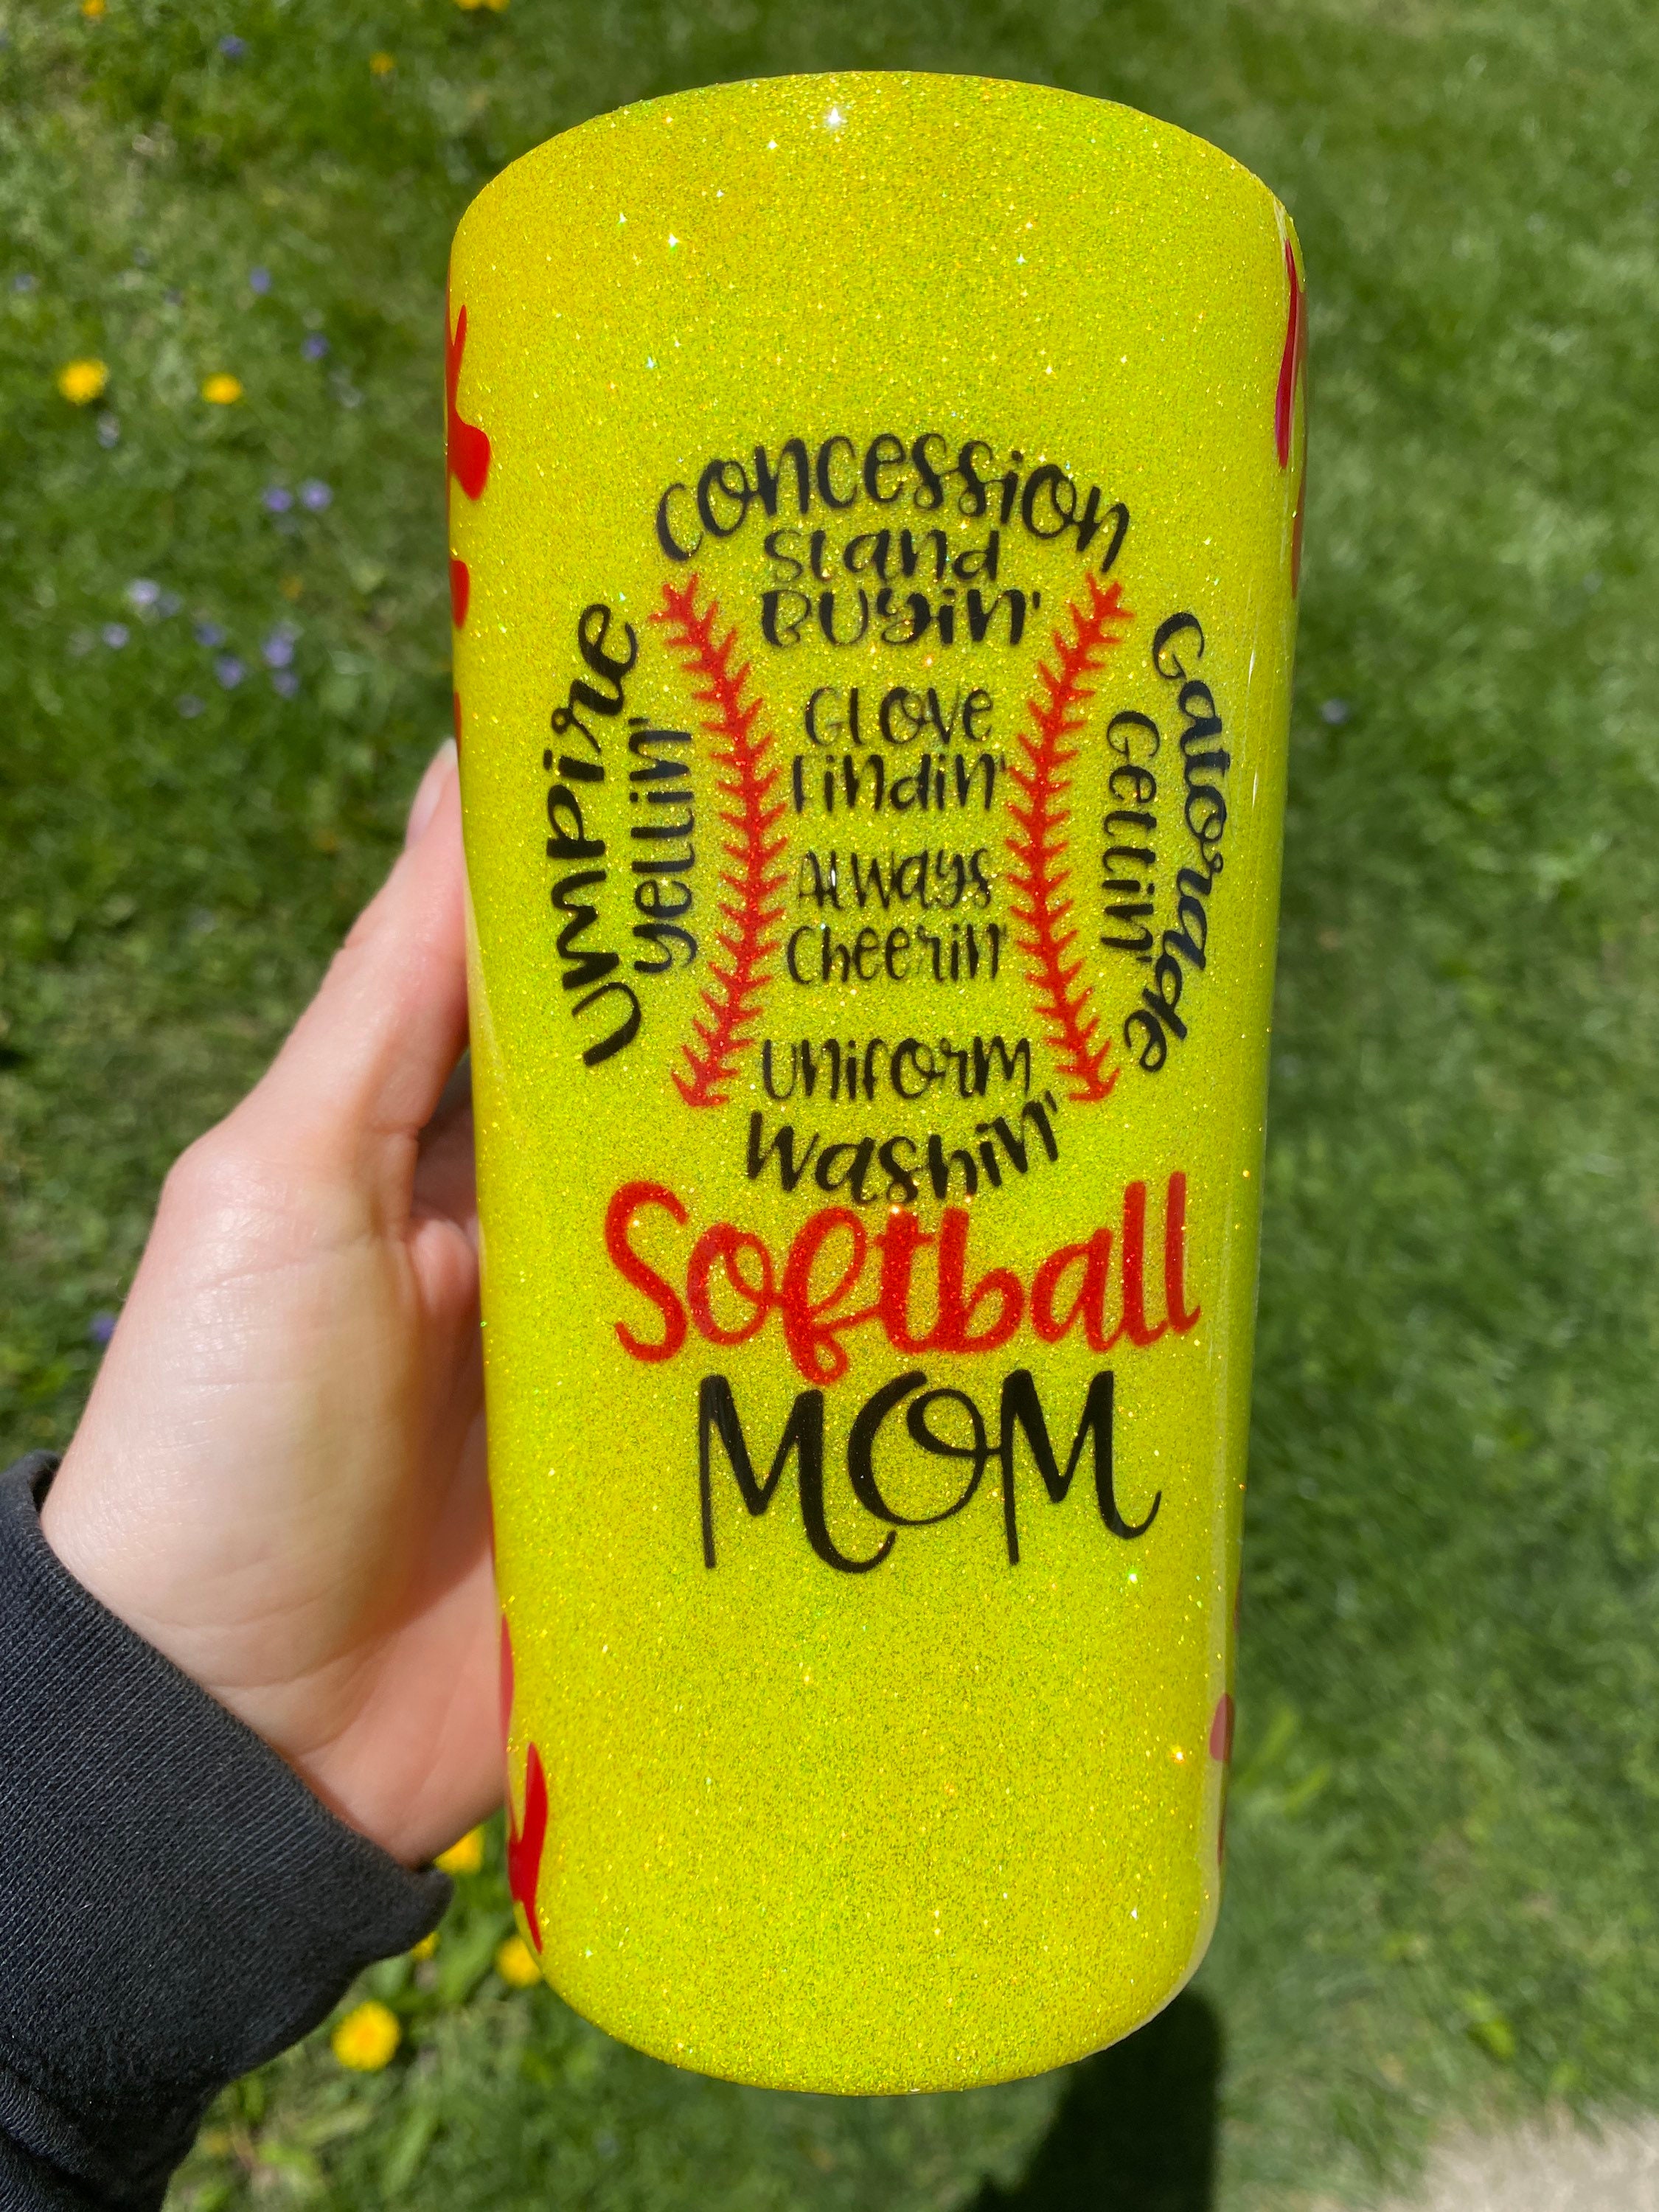 concession
Stand
Buyin'
umpire
yellin'
Glove
Findin'
Always
Cheerin'
Gatorade
Gettin'
Uniform
Washin'
Softball
MOM